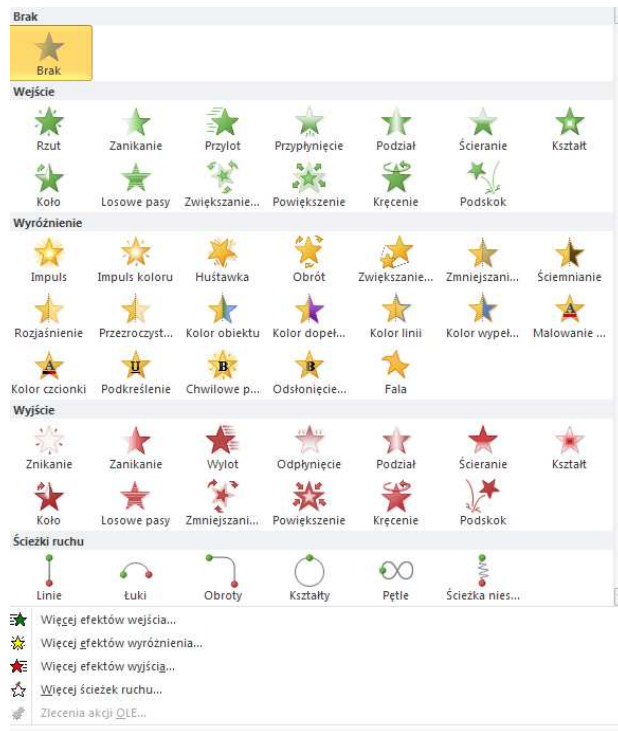 Brak
Brak
Wejście
Rzut Zanikanie Przylot Przypłynięcie Podział Ścieranie Kształt
Koło Losowe pasy Zwiększanie... Powiększenie Kręcenie Podskok
Wyróżnienie
Impuls Impuls koloru Huśtawka Obrót Zwiększanie... Zmniejszani... Ściemnianie
Rozjaśnienie Przezroczyst... Kolor obiektu Kolor dopeł... Kolor linii Kolor wypeł... Malowanie ...
Kolor czcionki Podkreślenie Chwilowe p... Odsłonięcie... Fala
Wyjście
Znikanie Zanikanie Wylot Odpłynięcie Podział Ścieranie Kształt
Koło Losowe pasy Zmniejszani... Powiększenie Kręcenie Podskok
Ścieżki ruchu
Linie Łuki Obroty Kształty Pętle Ścieżka nies...
Więcej efektów wejścia...
Więcej efektów wyróżnienia...
Więcej efektów wyjścia...
Więcej ścieżek ruchu...
Zlecenia akcji OLE...